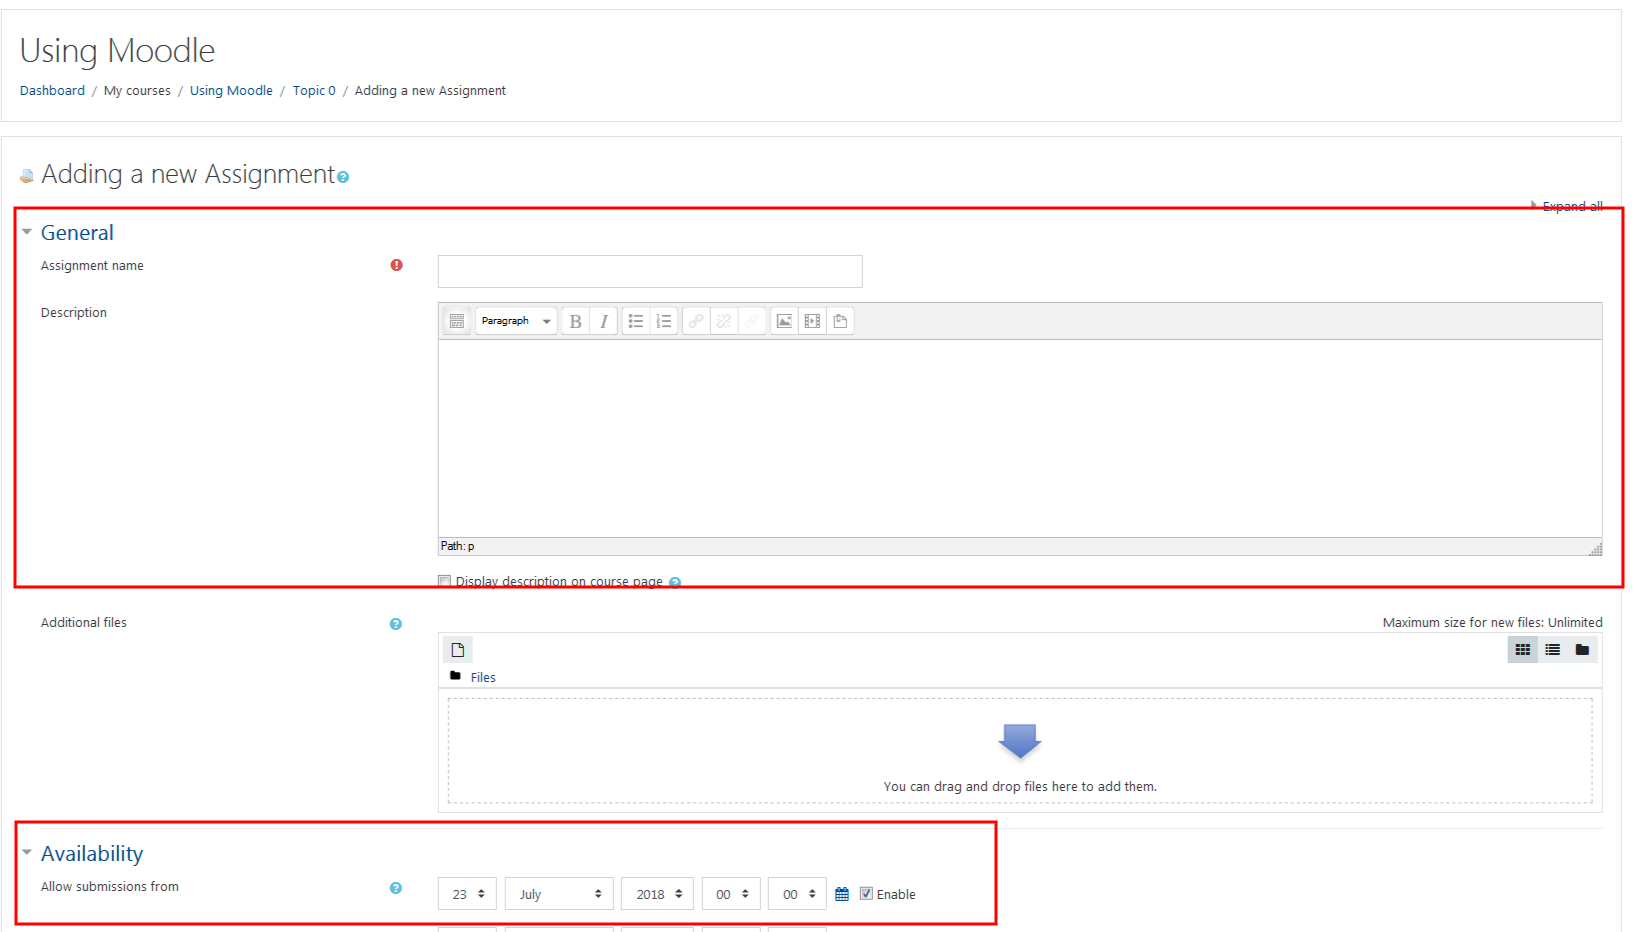 Using Moodle
Dashboard / My courses / Using Moodle / Topic 0 / Adding a new Assignment
Adding a new Assignment
Expand all
General
Assignment name
Description
Paragraph
B I
Path: p
Display description on course page
Additional files
Maximum size for new files: Unlimited
Files
You can drag and drop files here to add them.
Availability
Allow submissions from
23 July 2018 00 00 Enable